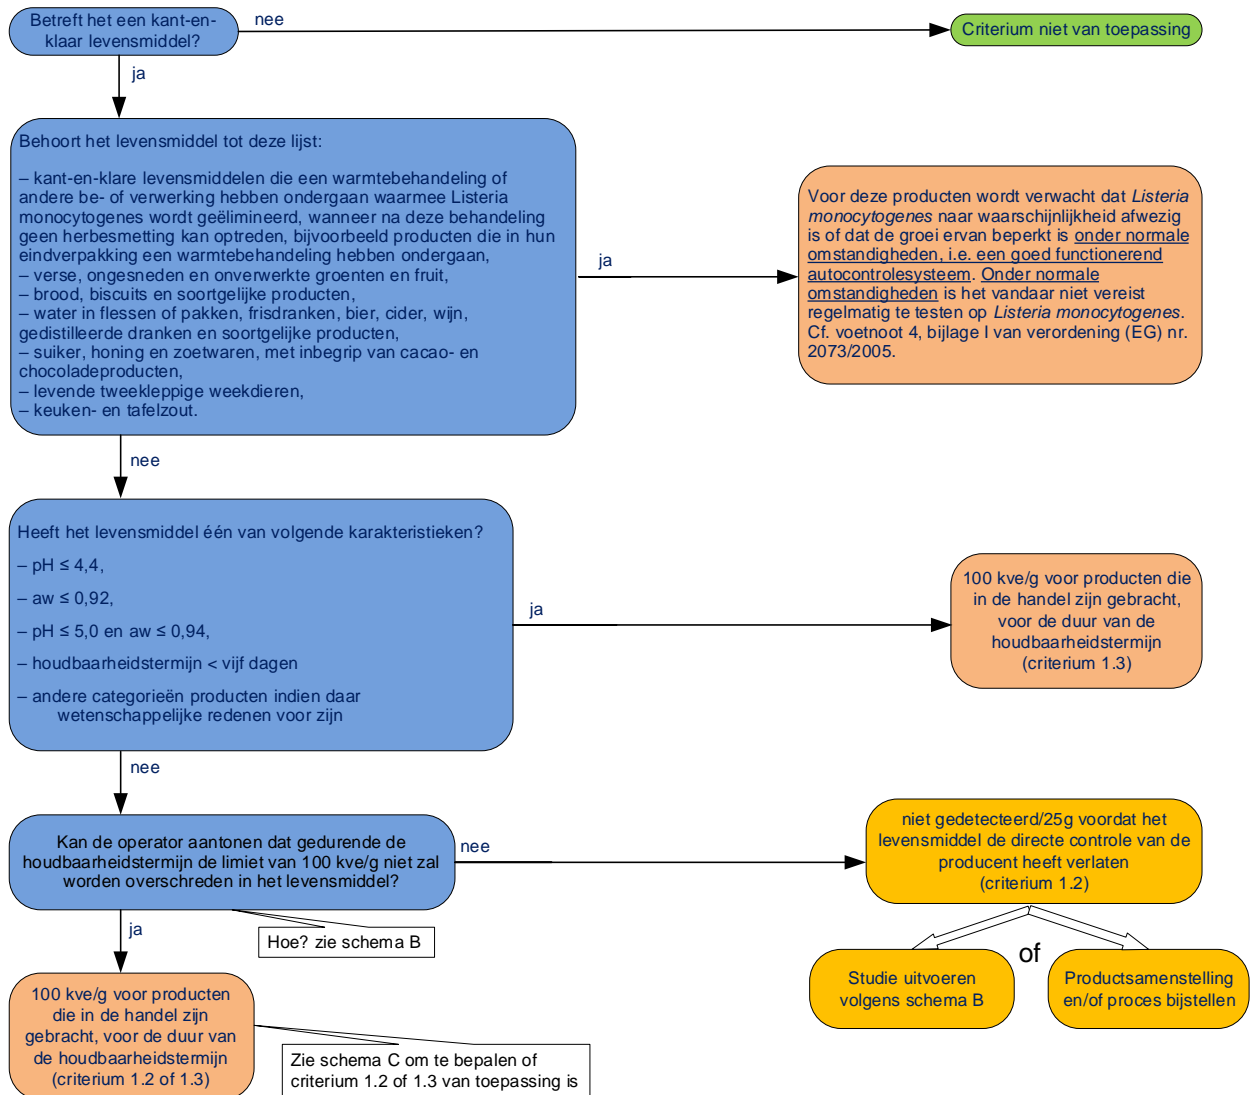 Betreft het een kant-en-
klaar levensmiddel?
nee
Criterium niet van toepassing
ja
Behoort het levensmiddel tot deze lijst:
– kant-en-klare levensmiddelen die een warmtebehandeling of
andere be- of verwerking hebben ondergaan waarmee Listeria
monocytogenes wordt geëlimineerd, wanneer na deze behandeling
geen herbesmetting kan optreden, bijvoorbeeld producten die in hun
eindverpakking een warmtebehandeling hebben ondergaan,
– verse, ongesneden en onverwerkte groenten en fruit,
– brood, biscuits en soortgelijke producten,
– water in flessen of pakken, frisdranken, bier, cider, wijn,
gedistilleerde dranken en soortgelijke producten,
– suiker, honing en zoetwaren, met inbegrip van cacao- en
chocoladeproducten,
– levende tweekleppige weekdieren,
– keuken- en tafelzout.
ja
Voor deze producten wordt verwacht dat Listeria
monocytogenes naar waarschijnlijkheid afwezig
is of dat de groei ervan beperkt is onder normale
omstandigheden, i.e. een goed functionerend
autocontrolesysteem. Onder normale
omstandigheden is het vandaar niet vereist
regelmatig te testen op Listeria monocytogenes.
Cf. voetnoot 4, bijlage I van verordening (EG) nr.
2073/2005.
nee
Heeft het levensmiddel één van volgende karakteristieken?
– pH ≤ 4,4,
– aw ≤ 0,92,
– pH ≤ 5,0 en aw ≤ 0,94,
– houdbaarheidstermijn < vijf dagen
– andere categorieën producten indien daar
wetenschappelijke redenen voor zijn
ja
100 kve/g voor producten die
in de handel zijn gebracht,
voor de duur van de
houdbaarheidstermijn
(criterium 1.3)
nee
Kan de operator aantonen dat gedurende de
houdbaarheidstermijn de limiet van 100 kve/g niet zal
worden overschreden in het levensmiddel?
nee
niet gedetecteerd/25g voordat het
levensmiddel de directe controle van de
producent heeft verlaten
(criterium 1.2)
ja
Hoe? zie schema B
Studie uitvoeren
volgens schema B
of
Productsamenstelling
en/of proces bijstellen
100 kve/g voor producten
die in de handel zijn
gebracht, voor de duur van
de houdbaarheidstermijn
(criterium 1.2 of 1.3)
Zie schema C om te bepalen of
criterium 1.2 of 1.3 van toepassing is